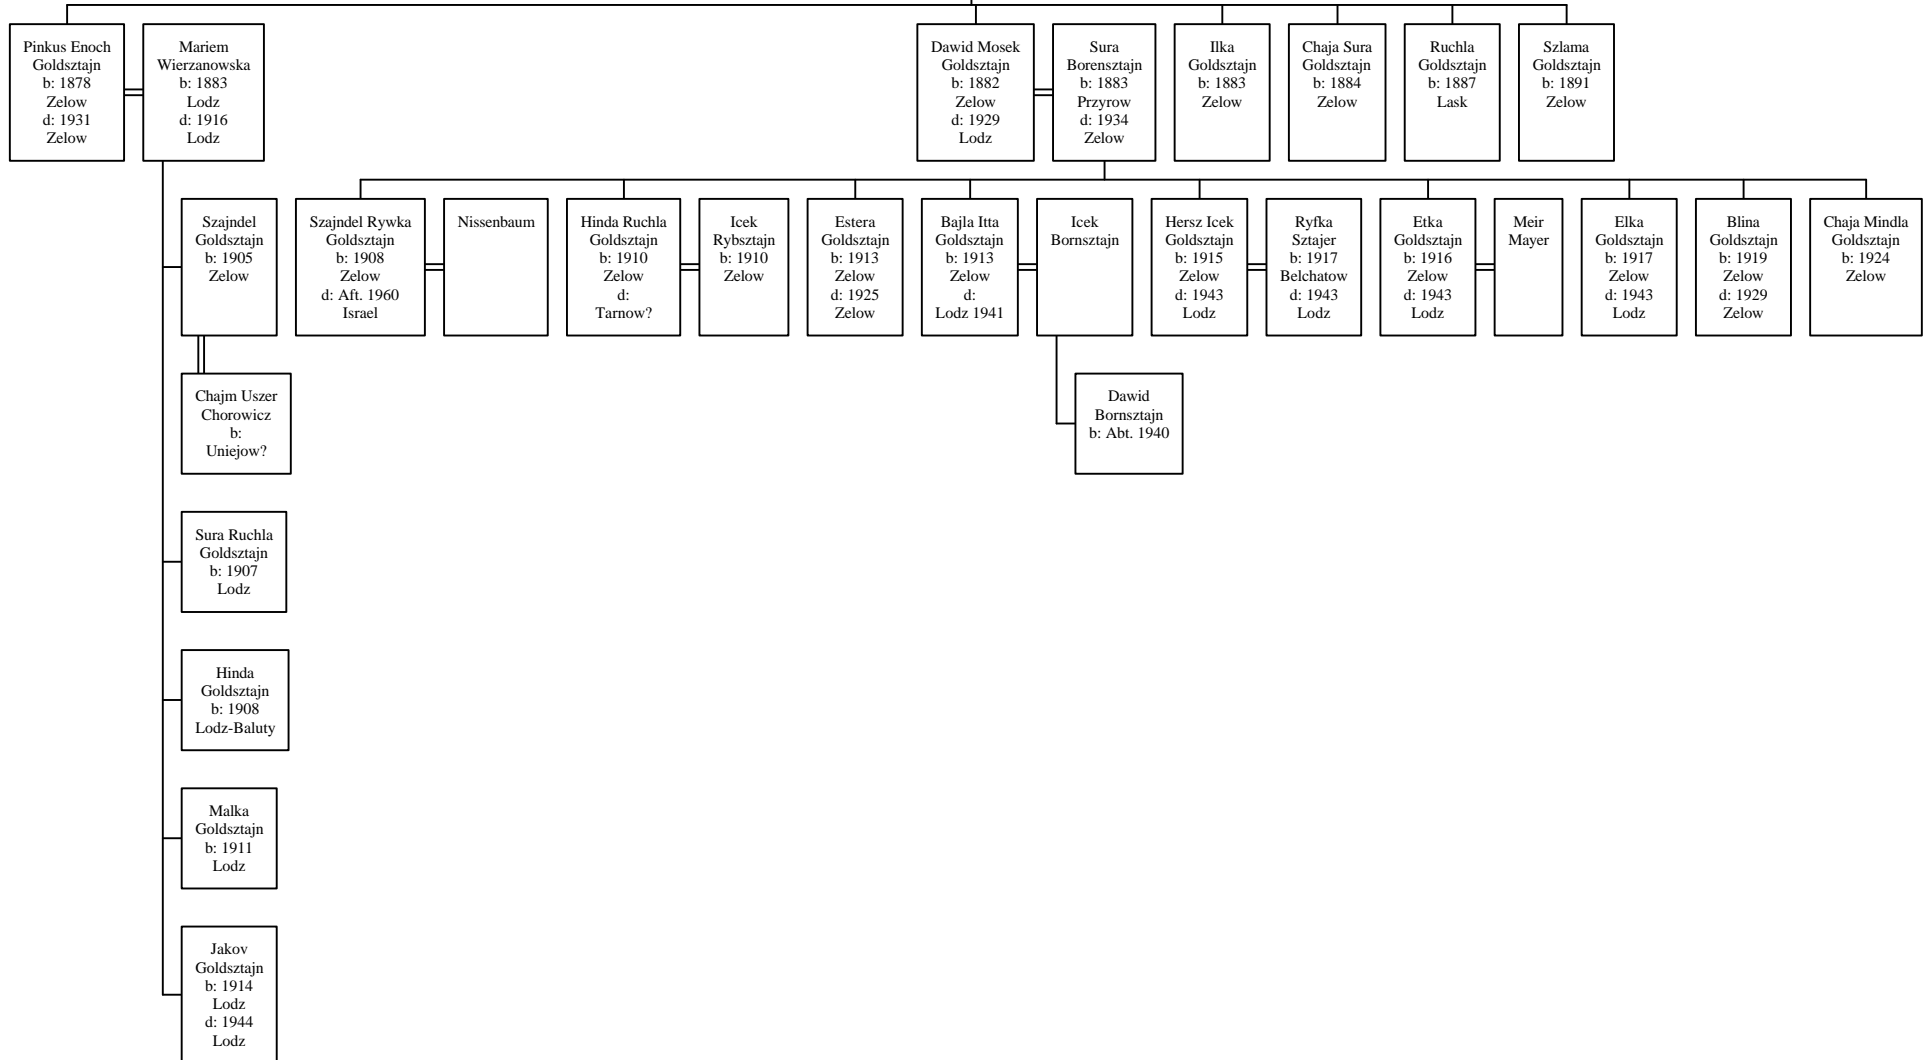 Pinkus Enoch
Goldsztajn
b: 1878
Zelow
d: 1931
Zelow
Mariem
Wierzanowska
b: 1883
Lodz
d: 1916
Lodz
Dawid Mosek
Goldsztajn
b: 1882
Zelow
d: 1929
Lodz
Sura
Borensztajn
b: 1883
Przyrow
d: 1934
Zelow
Ilka
Goldsztajn
b: 1883
Zelow
Chaja Sura
Goldsztajn
b: 1884
Zelow
Ruchla
Goldsztajn
b: 1887
Lask
Szlama
Goldsztajn
b: 1891
Zelow
Szajndel
Goldsztajn
b: 1905
Zelow
Szajndel Rywka
Goldsztajn
b: 1908
Zelow
d: Aft. 1960
Israel
Nissenbaum
Hinda Ruchla
Goldsztajn
b: 1910
Zelow
d:
Tarnow?
Icek
Rybsztajn
b: 1910
Zelow
Estera
Goldsztajn
b: 1913
Zelow
d: 1925
Zelow
Bajla Itta
Goldsztajn
b: 1913
Zelow
d:
Lodz 1941
Icek
Bornsztajn
Hersz Icek
Goldsztajn
b: 1915
Zelow
d: 1943
Lodz
Ryfka
Sztajer
b: 1917
Belchatow
d: 1943
Lodz
Etka
Goldsztajn
b: 1916
Zelow
d: 1943
Lodz
Meir
Mayer
Elka
Goldsztajn
b: 1917
Zelow
d: 1943
Lodz
Blina
Goldsztajn
b: 1919
Zelow
d: 1929
Zelow
Chaja Mindla
Goldsztajn
b: 1924
Zelow
Chajm Uszer
Chorowicz
b:
Uniejow?
Dawid
Bornsztajn
b: Abt. 1940
Sura Ruchla
Goldsztajn
b: 1907
Lodz
Hinda
Goldsztajn
b: 1908
Lodz-Baluty
Malka
Goldsztajn
b: 1911
Lodz
Jakov
Goldsztajn
b: 1914
Lodz
d: 1944
Lodz